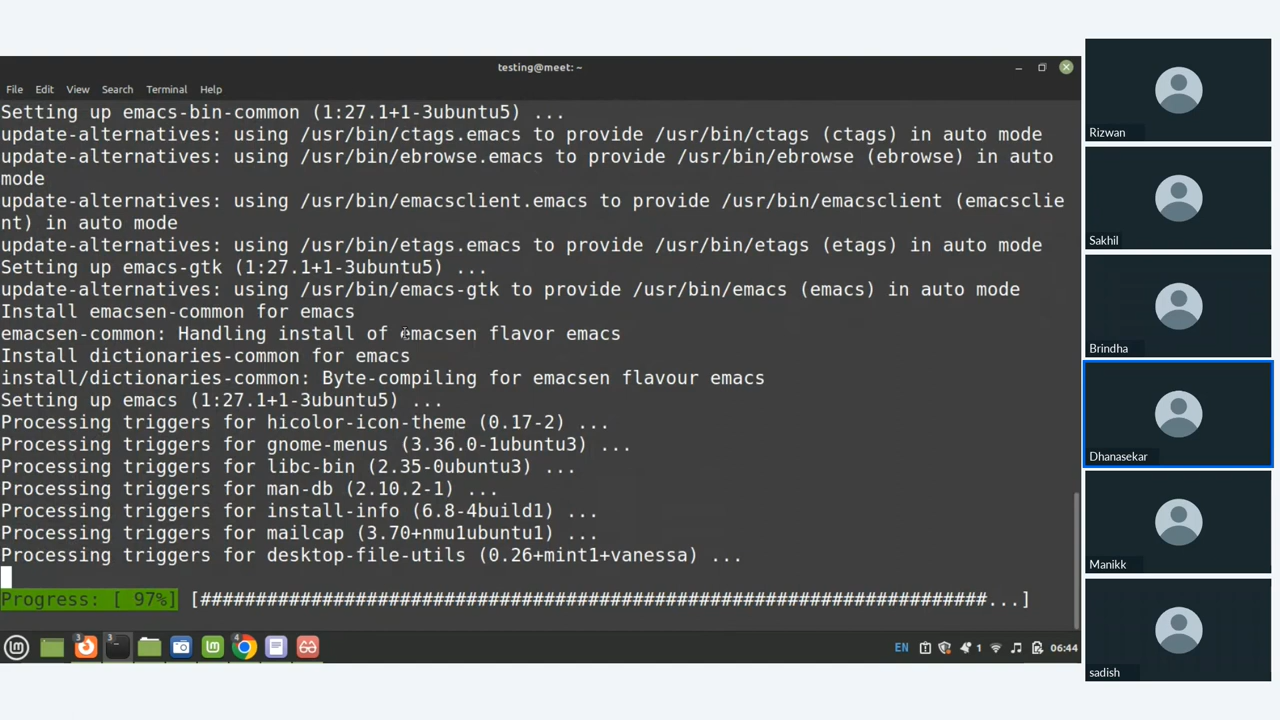 testing@meet: ~
File Edit View Search Terminal Help
Setting up emacs-bin-common (1:27.1+1-3ubuntu5) ...
update-alternatives: using /usr/bin/ctags.emacs to provide /usr/bin/ctags (ctags) in auto mode
update-alternatives: using /usr/bin/ebrowse.emacs to provide /usr/bin/ebrowse (ebrowse) in auto
mode
update-alternatives: using /usr/bin/emacsclient.emacs to provide /usr/bin/emacsclient (emacsclie
nt) in auto mode
update-alternatives: using /usr/bin/etags.emacs to provide /usr/bin/etags (etags) in auto mode
Setting up emacs-gtk (1:27.1+1-3ubuntu5) ...
update-alternatives: using /usr/bin/emacs-gtk to provide /usr/bin/emacs (emacs) in auto mode
Install emacsen-common for emacs
emacsen-common: Handling install of emacsen flavor emacs
Install dictionaries-common for emacs
install/dictionaries-common: Byte-compiling for emacsen flavour emacs
Setting up emacs (1:27.1+1-3ubuntu5) ...
Processing triggers for hicolor-icon-theme (0.17-2) ...
Processing triggers for gnome-menus (3.36.0-1ubuntu3) ...
Processing triggers for libc-bin (2.35-0ubuntu3) ...
Processing triggers for man-db (2.10.2-1) ...
Processing triggers for install-info (6.8-4build1) ...
Processing triggers for mailcap (3.70+nmu1ubuntu1) ...
Processing triggers for desktop-file-utils (0.26+mint1+vanessa) ...
Progress: [ 97%] [#######################################################################...]
3 3 4 EN 1 06:44
Rizwan
Sakhil
Brindha
Dhanasekar
Manikk
sadish